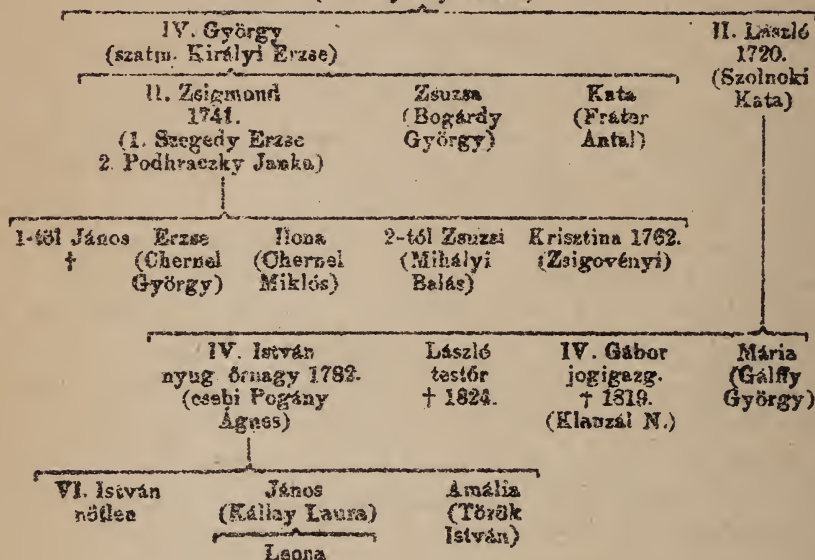 IV. György
(szatm. Királyi Erzse)
II. László
1720.
(Szolnoki
Kata)
II. Zsigmond
1741.
(1. Szegedy Erzse
2. Podhraczky Janka)
Zsuzsa
(Bogárdy
György)
Kata
(Fráter
Antal)
1-től János
†
Erzse
(Chernel
György)
Ilona
(Chernel
Miklós)
2-tól Zsuzsi
(Mihályi
Balás)
Krisztina 1762.
(Zsigovényi)
IV. István
nyug őrnagy 1782.
(csebi Pogány
Ágnes)
László
testőr
† 1824.
IV. Gábor
jogigazg.
† 1819.
(Klauzál N.)
Mária
(Gálffy
György)
VI. István
nőtlen
János
(Kállay Laura)
Leona
Amália
(Török
István)